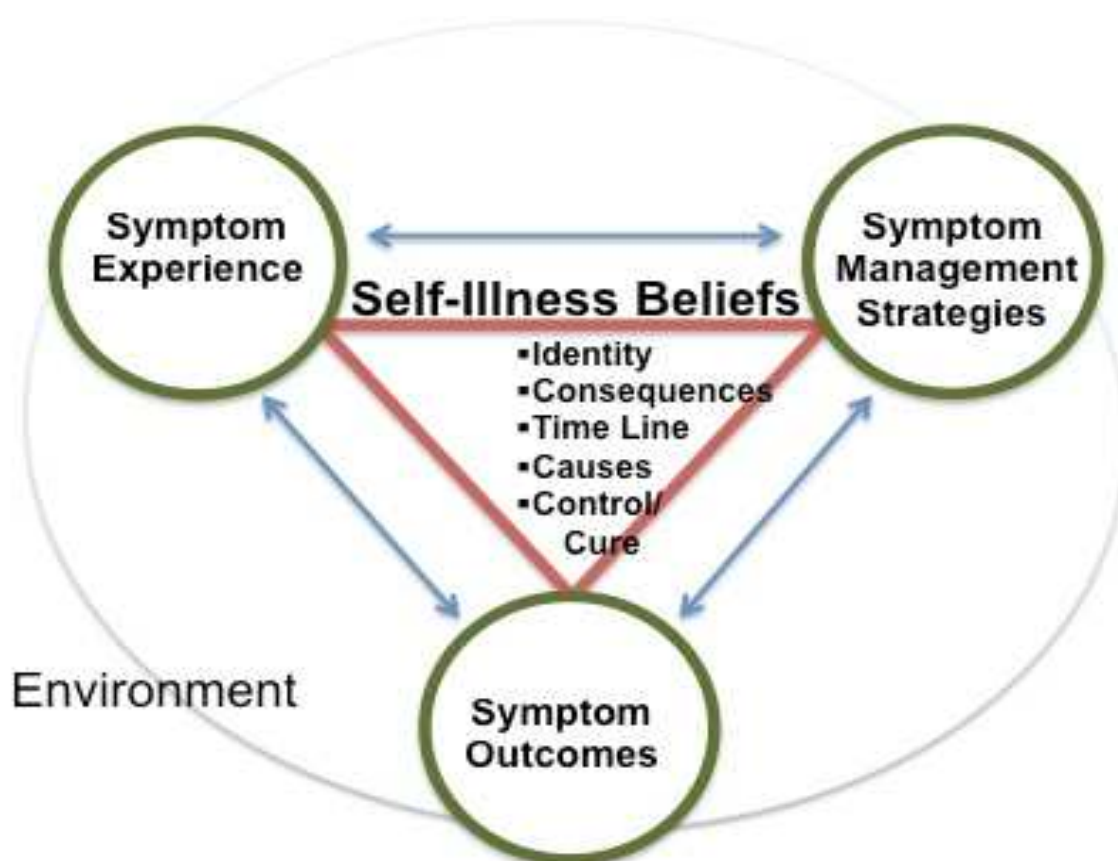 Symptom
Experience
Symptom
Management
Strategies
Self-Illness Beliefs
▪Identity
▪Consequences
▪Time Line
▪Causes
▪Control/
Cure
Environment
Symptom
Outcomes